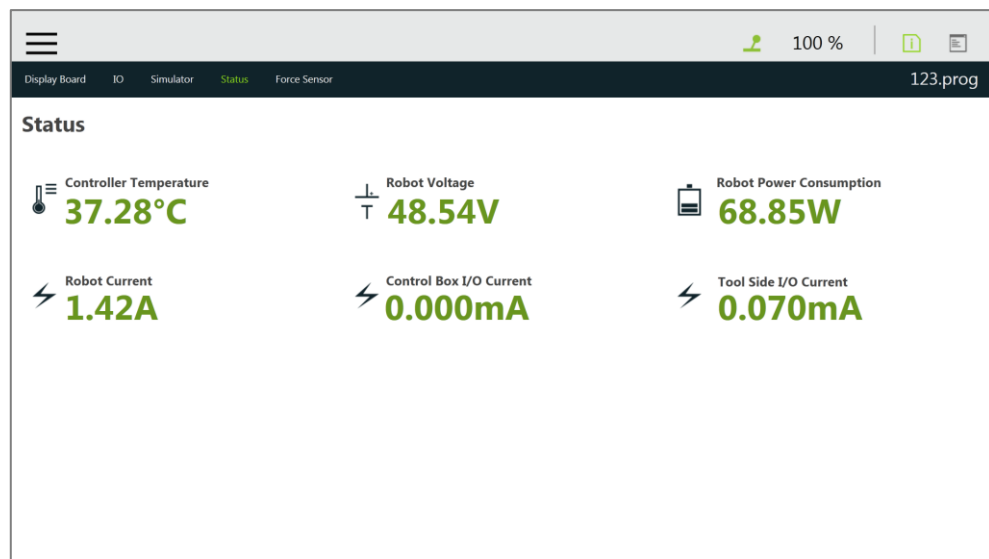 100 %
Display Board IO Simulator Status Force Sensor 123.prog
Status
Controller Temperature Robot Voltage Robot Power Consumption
37.28°C 48.54V 68.85W
Robot Current Control Box I/O Current Tool Side I/O Current
1.42A 0.000mA 0.070mA